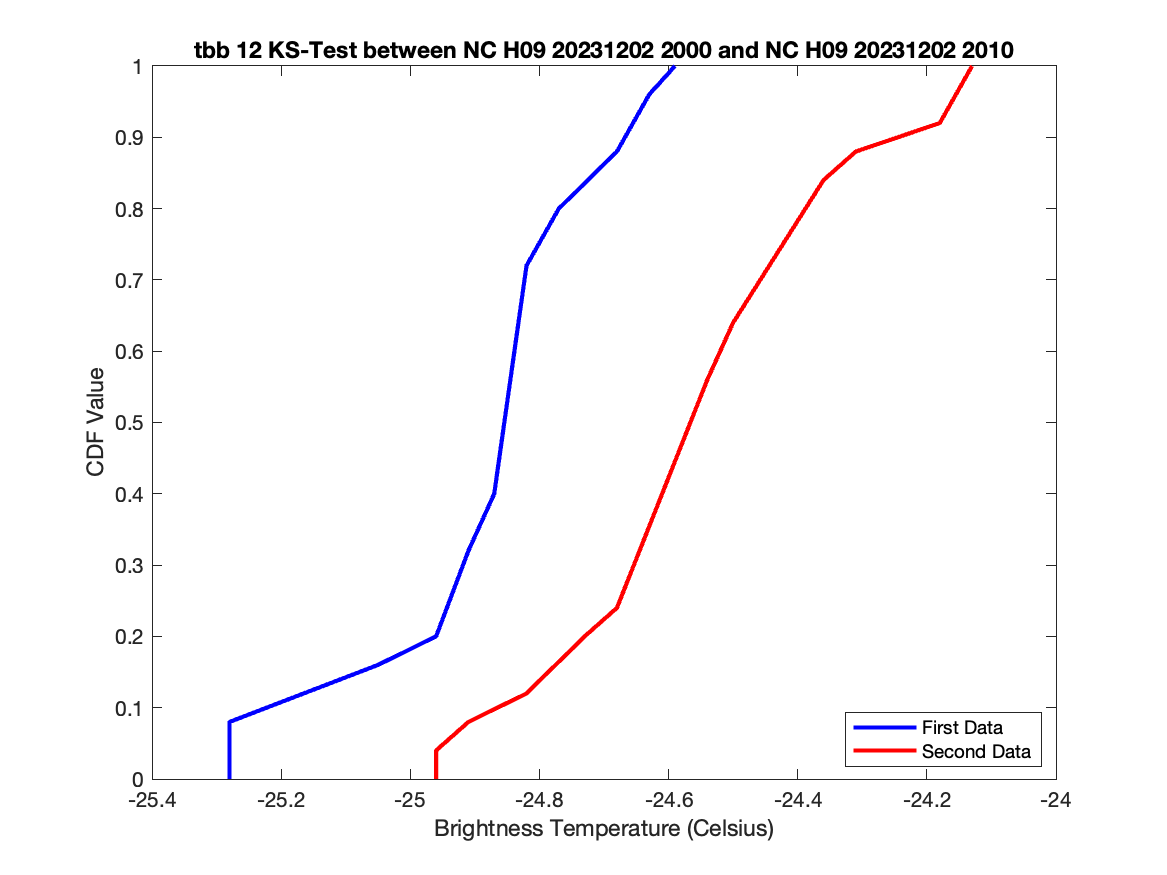 tbb 12 KS-Test between NC H09 20231202 2000 and NC H09 20231202 2010
1
0.9
0.8
0.7
0.6
0.5
0.4
0.3
0.2
0.1
0
CDF Value
First Data
Second Data
-25.4 -25.2 -25 -24.8 -24.6 -24.4 -24.2 -24
Brightness Temperature (Celsius)